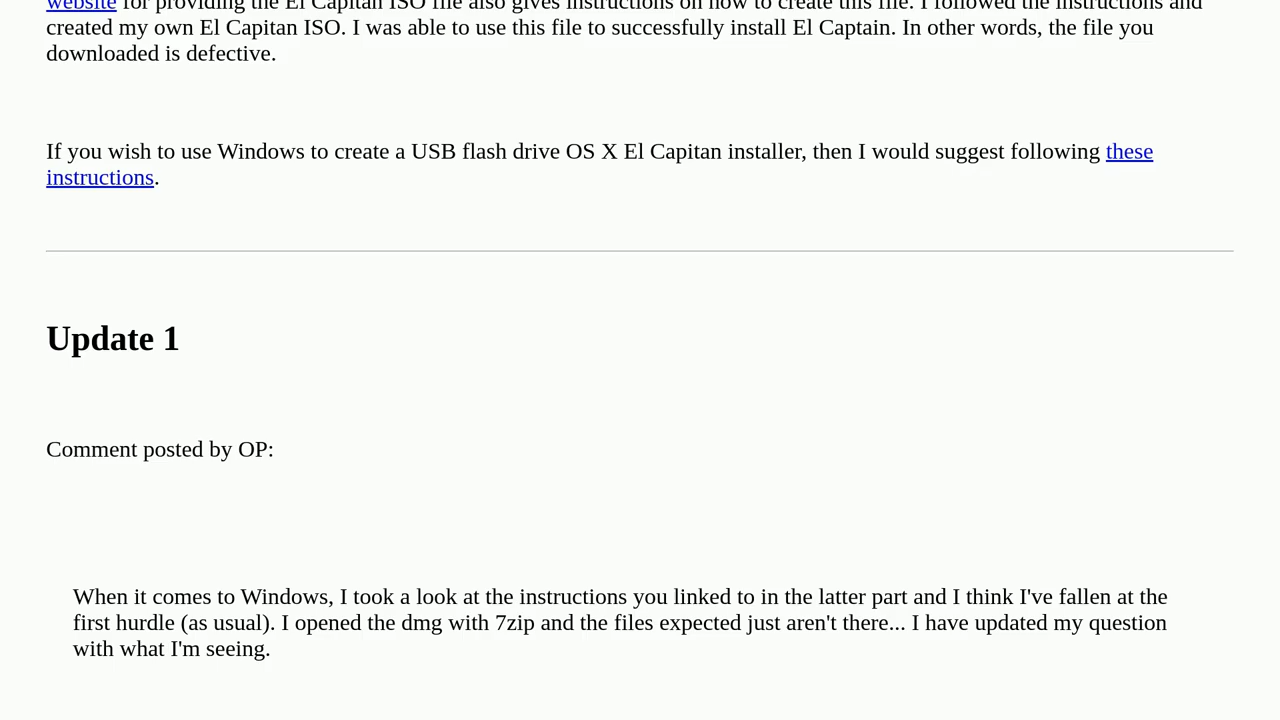 website for providing the El Capitan ISO file also gives instructions on how to create this file. I followed the instructions and
created my own El Capitan ISO. I was able to use this file to successfully install El Captain. In other words, the file you
downloaded is defective.
If you wish to use Windows to create a USB flash drive OS X El Capitan installer, then I would suggest following these
instructions.
Update 1
Comment posted by OP:
When it comes to Windows, I took a look at the instructions you linked to in the latter part and I think I've fallen at the
first hurdle (as usual). I opened the dmg with 7zip and the files expected just aren't there... I have updated my question
with what I'm seeing.